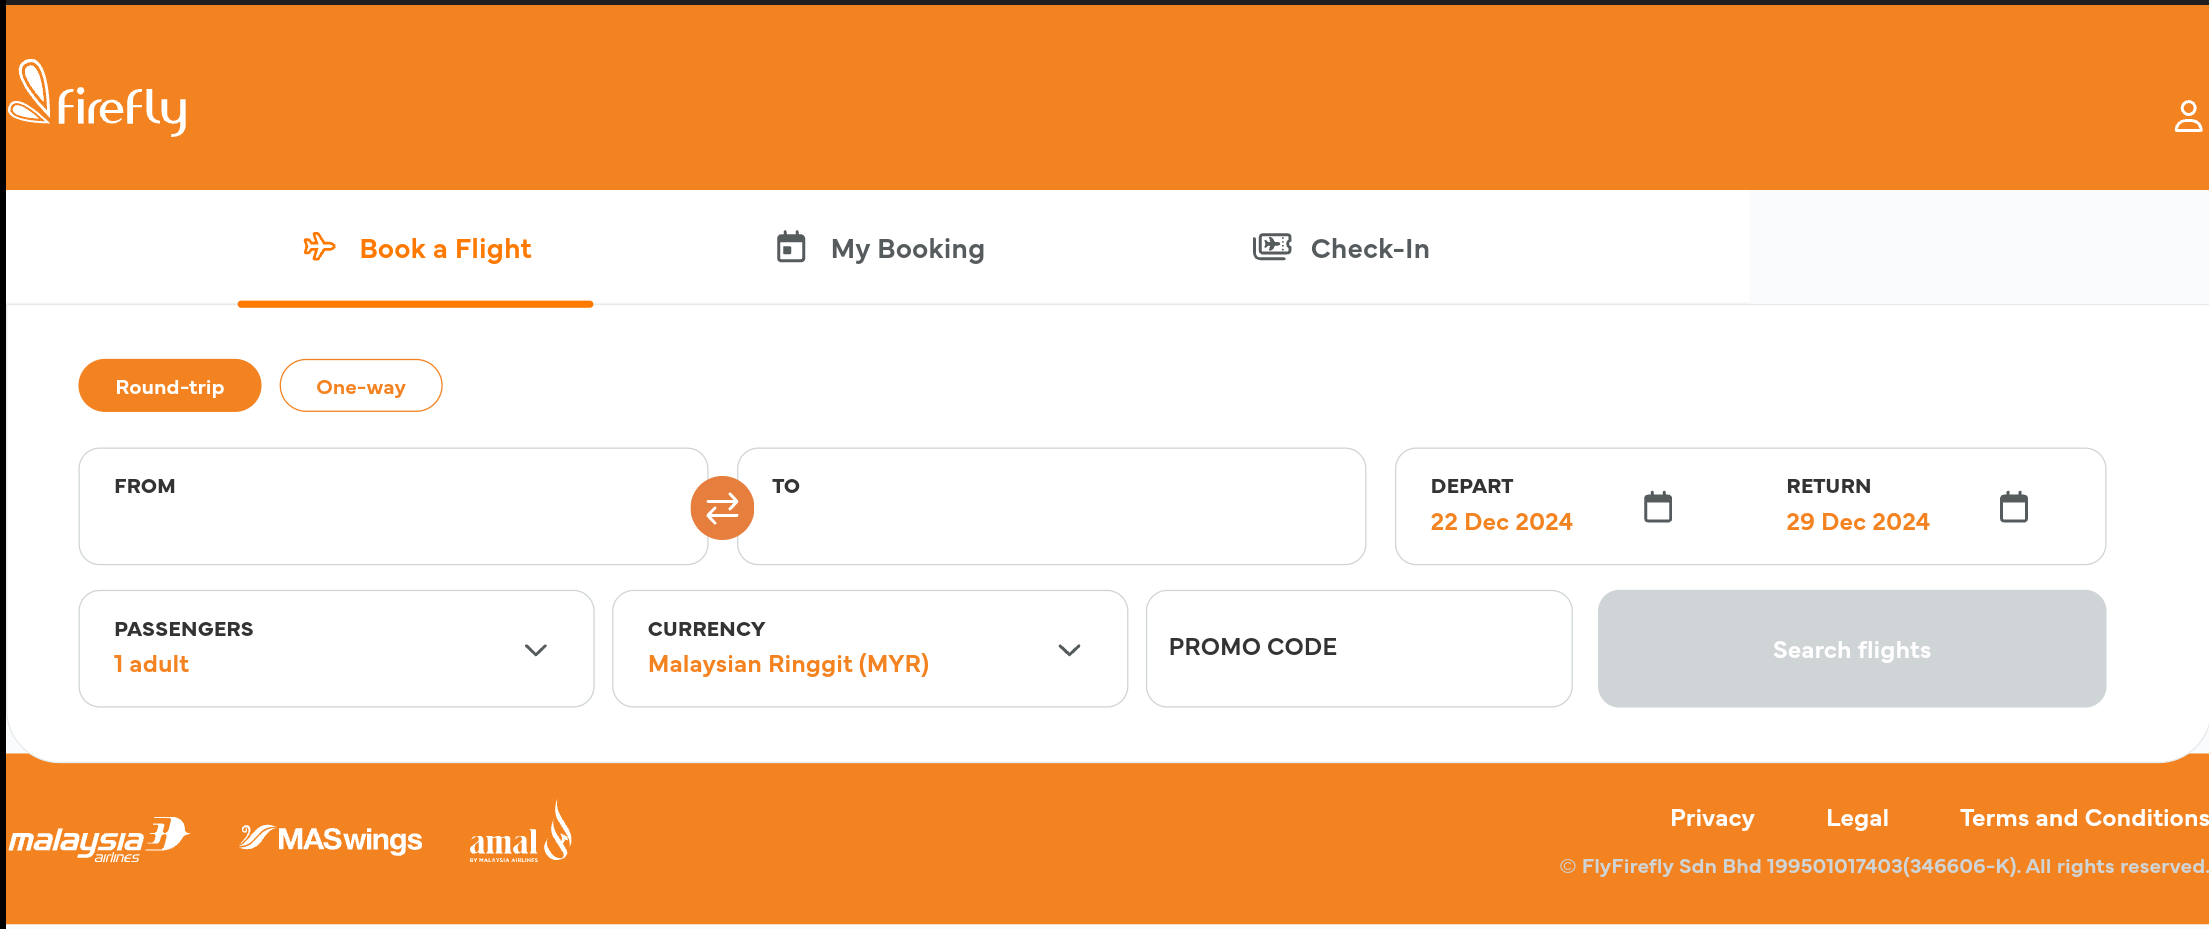 firefly
Book a Flight
My Booking
Check-In
Round-trip
One-way
FROM
TO
DEPART
22 Dec 2024
RETURN
29 Dec 2024
PASSENGERS
1 adult
CURRENCY
Malaysian Ringgit (MYR)
PROMO CODE
Search flights
malaysia
airlines
MASwings
amal
BY MALAYSIA AIRLINES
Privacy
Legal
Terms and Conditions
© FlyFirefly Sdn Bhd 199501017403(346606-K). All rights reserved.